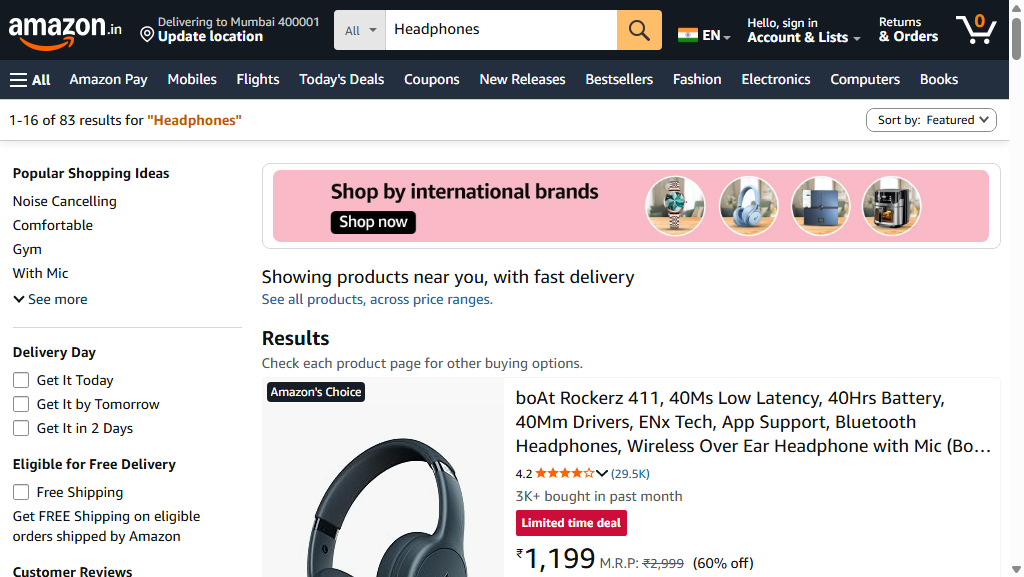 amazon.in
Delivering to Mumbai 400001
Update location
All
Headphones
EN
Hello, sign in
Account & Lists
Returns
& Orders
0
All
Amazon Pay
Mobiles
Flights
Today's Deals
Coupons
New Releases
Bestsellers
Fashion
Electronics
Computers
Books
1-16 of 83 results for "Headphones"
Sort by: Featured
Popular Shopping Ideas
Noise Cancelling
Comfortable
Gym
With Mic
See more
Delivery Day
Get It Today
Get It by Tomorrow
Get It in 2 Days
Eligible for Free Delivery
Free Shipping
Get FREE Shipping on eligible
orders shipped by Amazon
Customer Reviews
Shop by international brands
Shop now
Showing products near you, with fast delivery
See all products, across price ranges.
Results
Check each product page for other buying options.
Amazon's Choice
boAt Rockerz 411, 40Ms Low Latency, 40Hrs Battery,
40Mm Drivers, ENx Tech, App Support, Bluetooth
Headphones, Wireless Over Ear Headphone with Mic (Bo...
4.2 (29.5K)
3K+ bought in past month
Limited time deal
₹1,199 M.R.P: ₹2,999 (60% off)